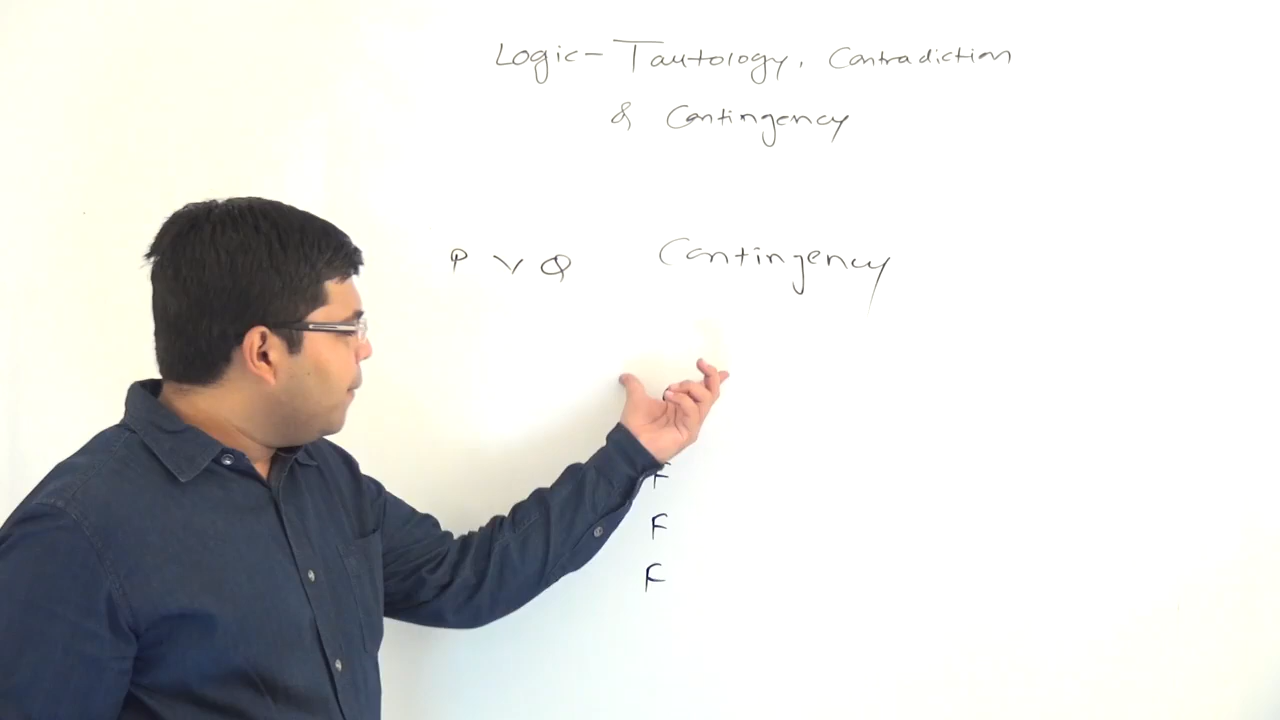 Logic - Tautology, Contradiction
& Contingency
P ∨ Q Contingency
F
F
F